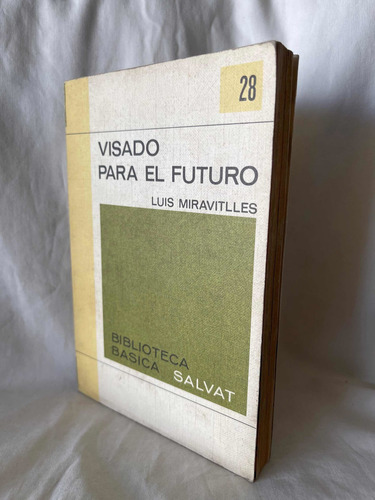 28
VISADO
PARA EL FUTURO
LUIS MIRAVITLLES
BIBLIOTECA
BASICA SALVAT